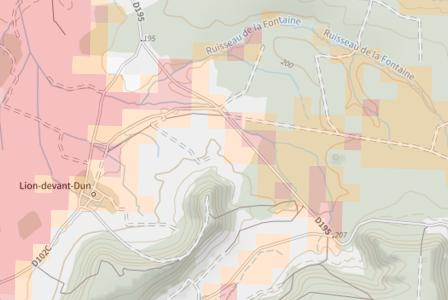 D195
195
Ruisseau de la Fontaine
Ruisseau de la Fontaine
200
Lion-devant-Dun
D195
207
D102C